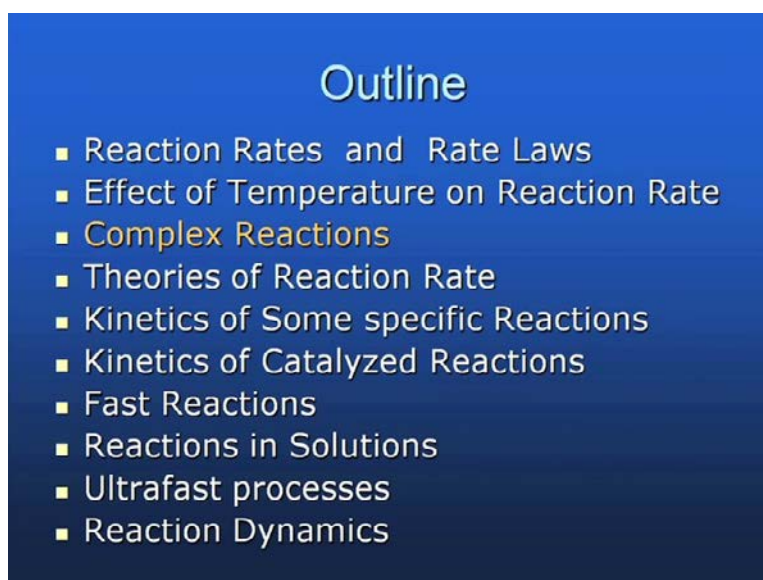 Outline
Reaction Rates and Rate Laws
Effect of Temperature on Reaction Rate
Complex Reactions
Theories of Reaction Rate
Kinetics of Some specific Reactions
Kinetics of Catalyzed Reactions
Fast Reactions
Reactions in Solutions
Ultrafast processes
Reaction Dynamics